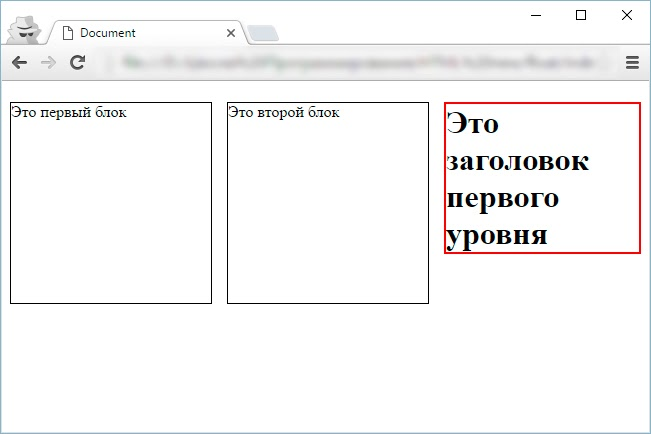 Document
Это первый блок
Это второй блок
Это
заголовок
первого
уровня